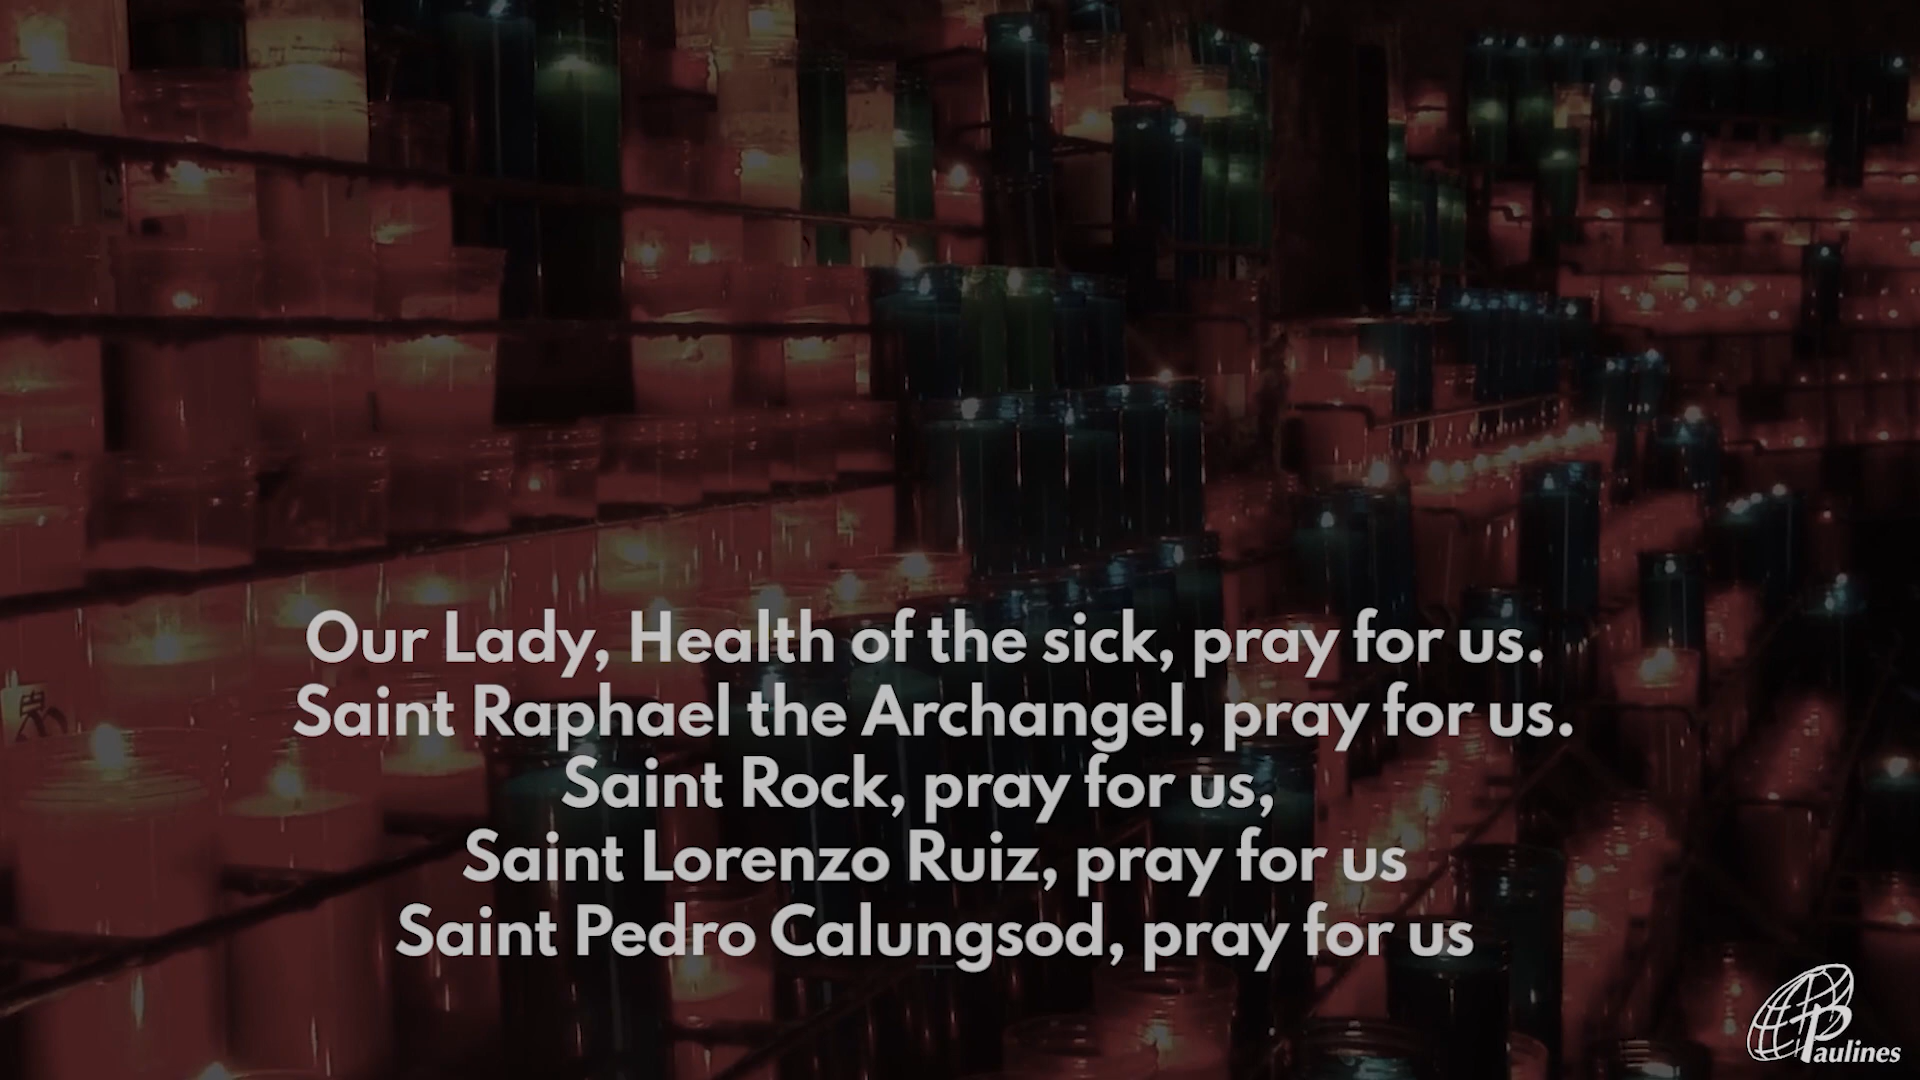 Our Lady, Health of the sick, pray for us.
Saint Raphael the Archangel, pray for us.
Saint Rock, pray for us,
Saint Lorenzo Ruiz, pray for us
Saint Pedro Calungsod, pray for us
Paulines